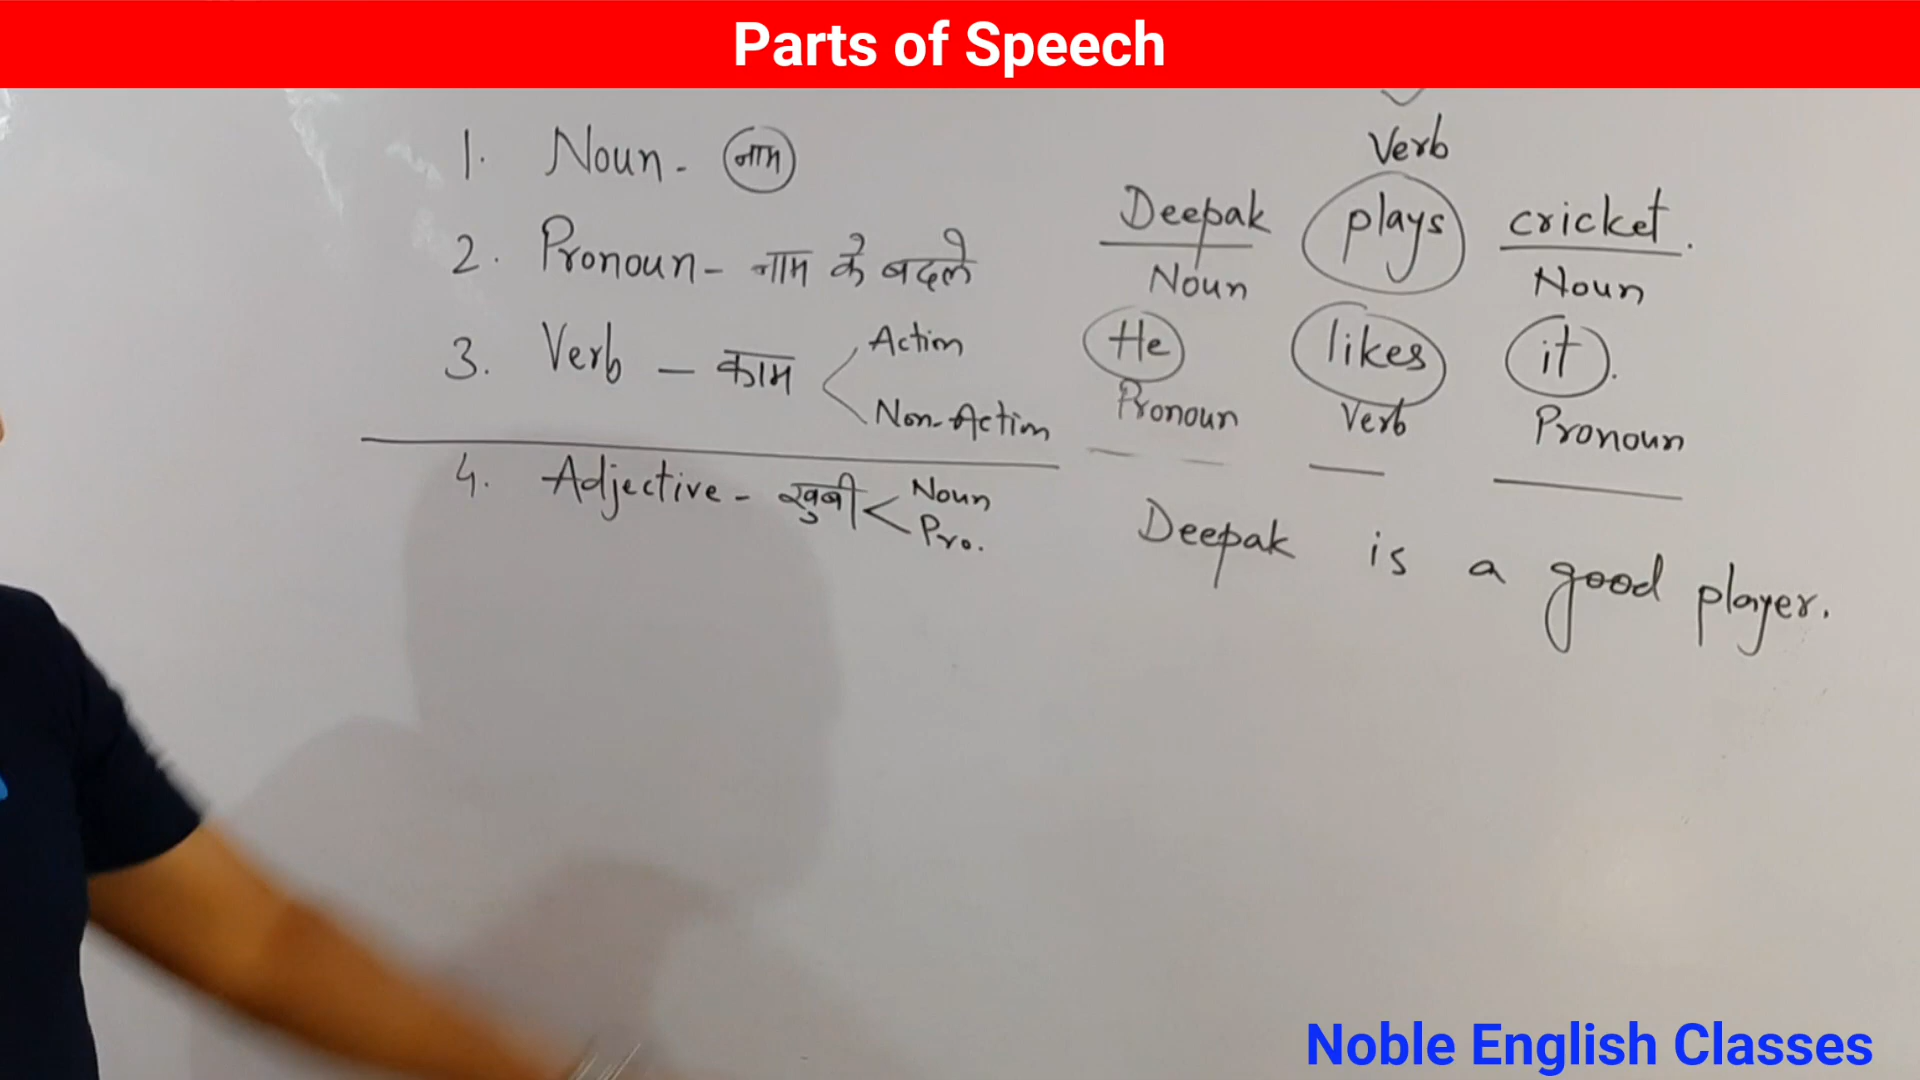 Parts of Speech
1. Noun - नाम
2. Pronoun - नाम के बदले
3. Verb - काम < Action
Non-Action
4. Adjective - खुबी < Noun
Pro.
Verb
Deepak plays cricket.
Noun Noun
He likes it.
Pronoun Verb Pronoun
Deepak is a good player.
Noble English Classes